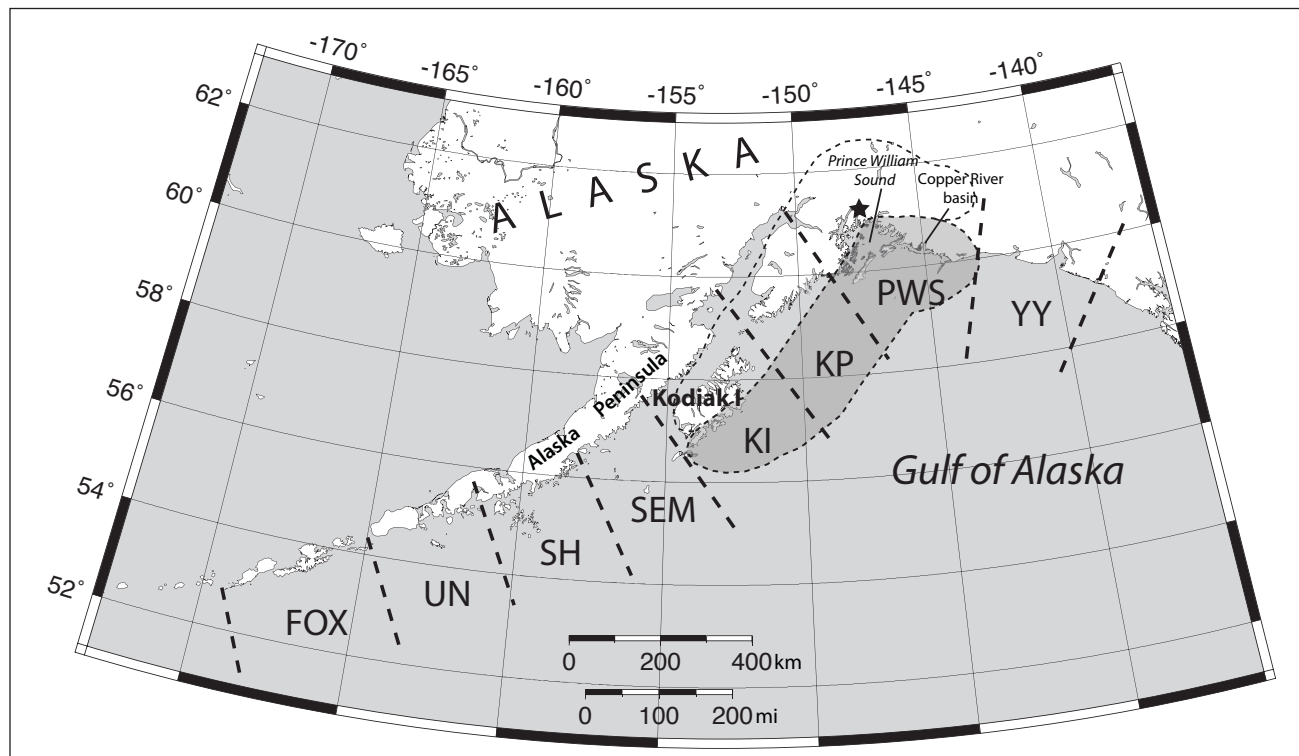 -170°
-165°
-160°
-155°
-150°
-145°
-140°
62°
60°
58°
56°
54°
52°
ALASKA
Prince William
Sound
Copper River
basin
PWS
YY
KP
Alaska Peninsula
Kodiak I
KI
Gulf of Alaska
SEM
SH
UN
FOX
0 200 400 km
0 100 200 mi